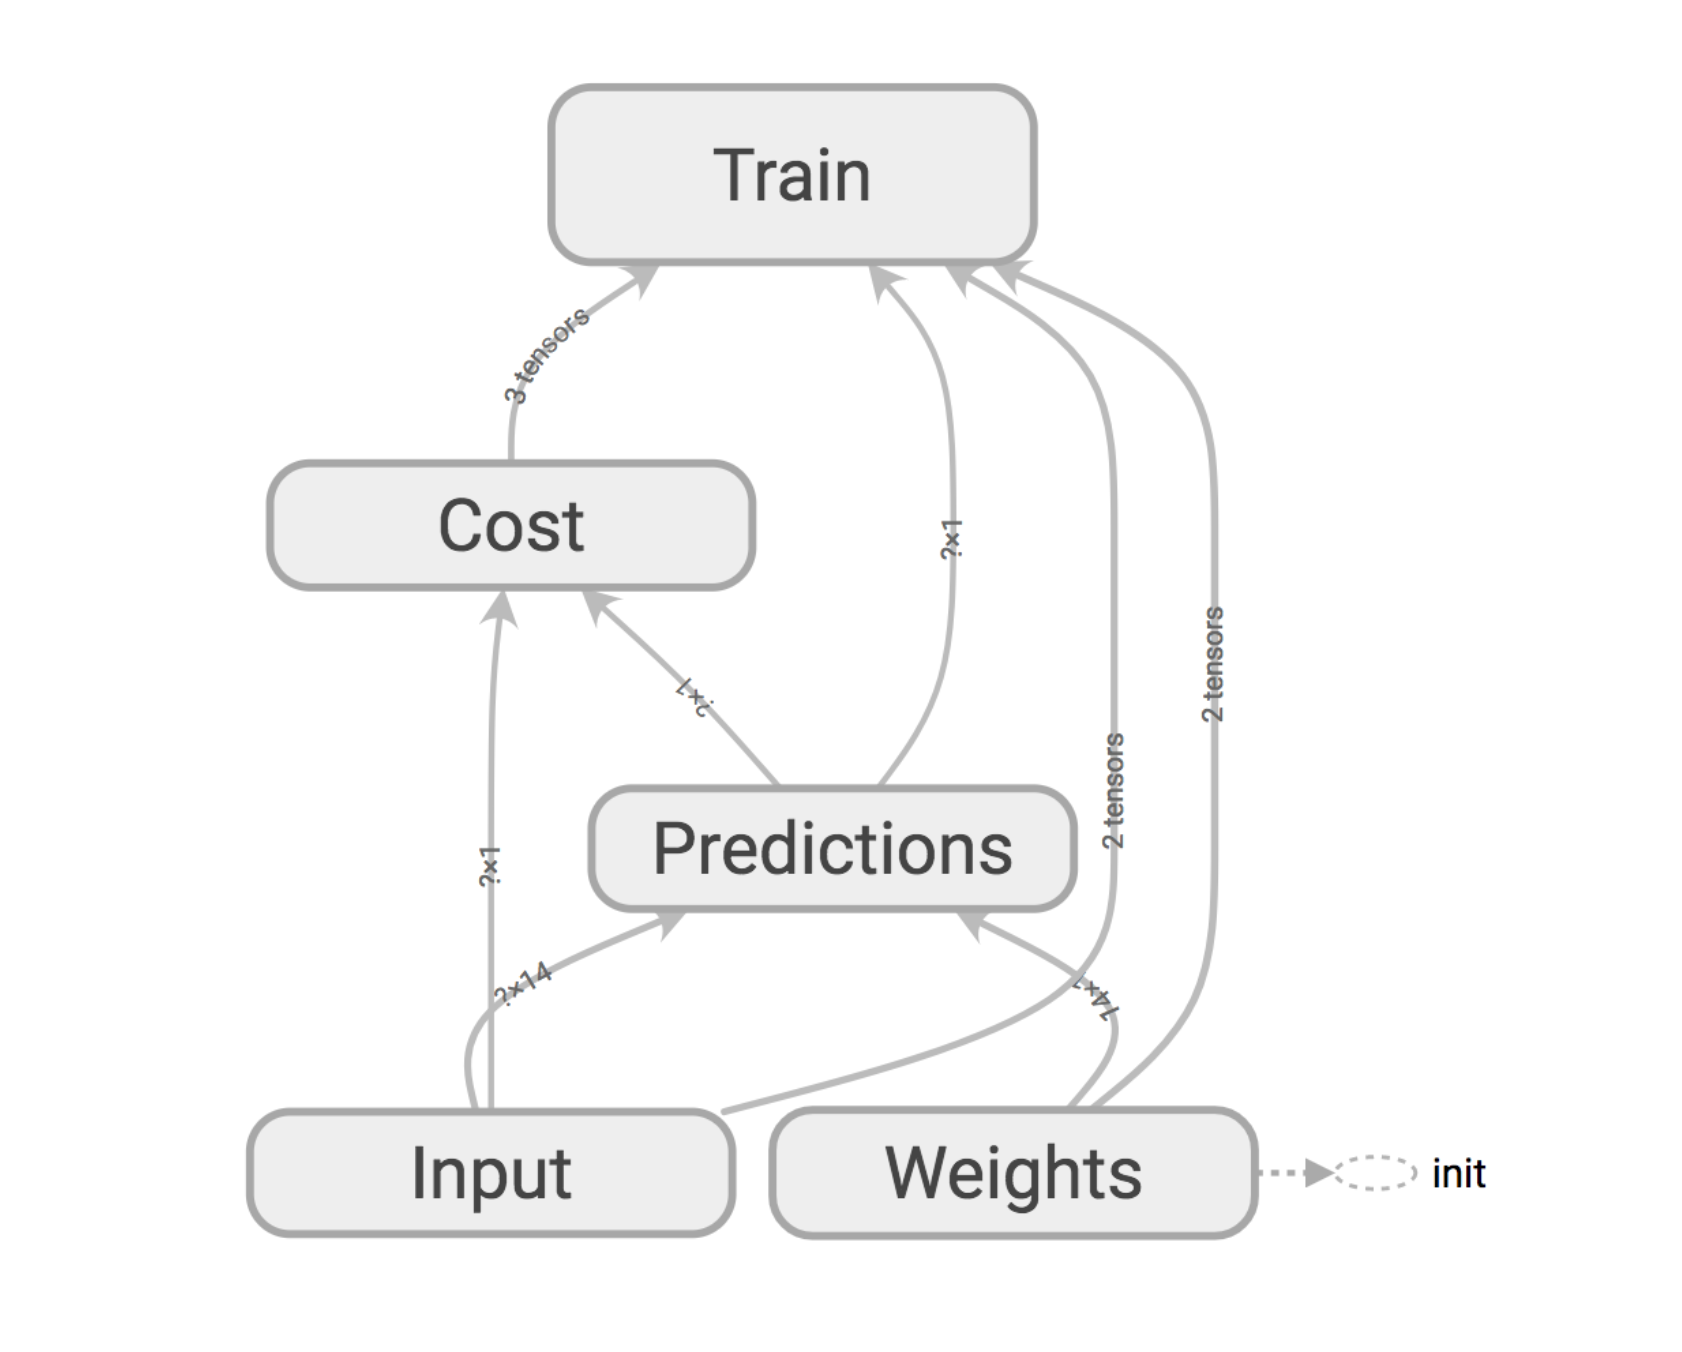 Train
3 tensors
Cost
?×1
?×1
2 tensors
2 tensors
Predictions
?×1
?×14
14×1
Input
Weights
init